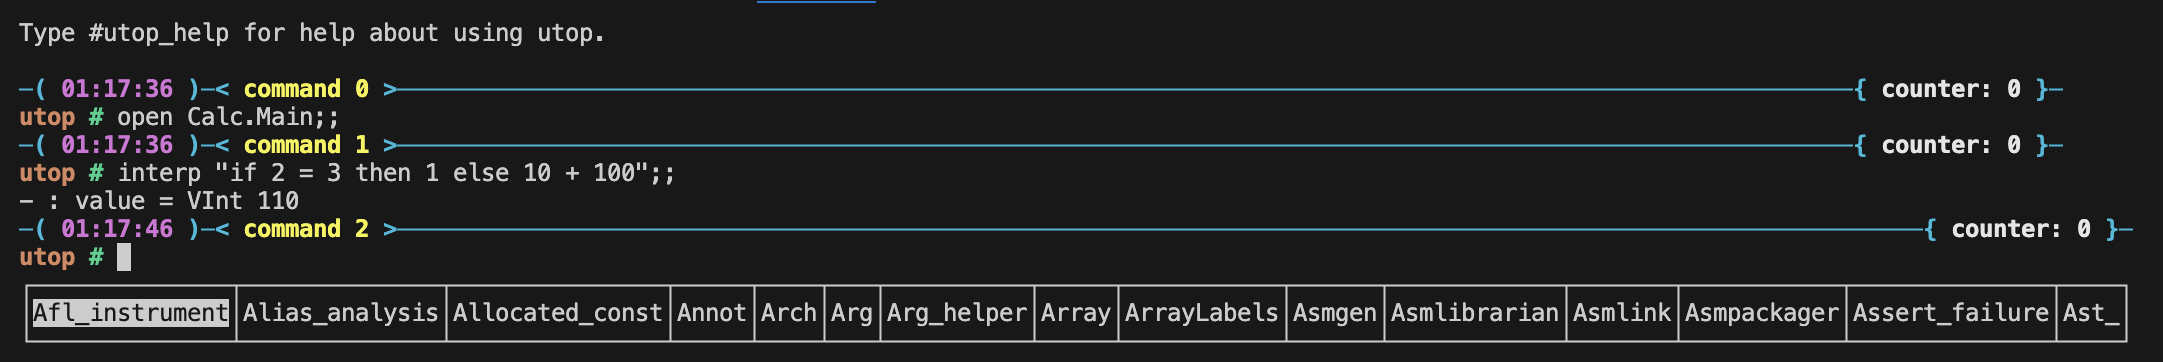 Type #utop_help for help about using utop.
─( 01:17:36 )─< command 0 >──────────{ counter: 0 }─
utop # open Calc.Main;;
─( 01:17:36 )─< command 1 >──────────{ counter: 0 }─
utop # interp "if 2 = 3 then 1 else 10 + 100";;
- : value = VInt 110
─( 01:17:46 )─< command 2 >──────────{ counter: 0 }─
utop #
Afl_instrument│Alias_analysis│Allocated_const│Annot│Arch│Arg│Arg_helper│Array│ArrayLabels│Asmgen│Asmlibrarian│Asmlink│Asmpackager│Assert_failure│Ast_